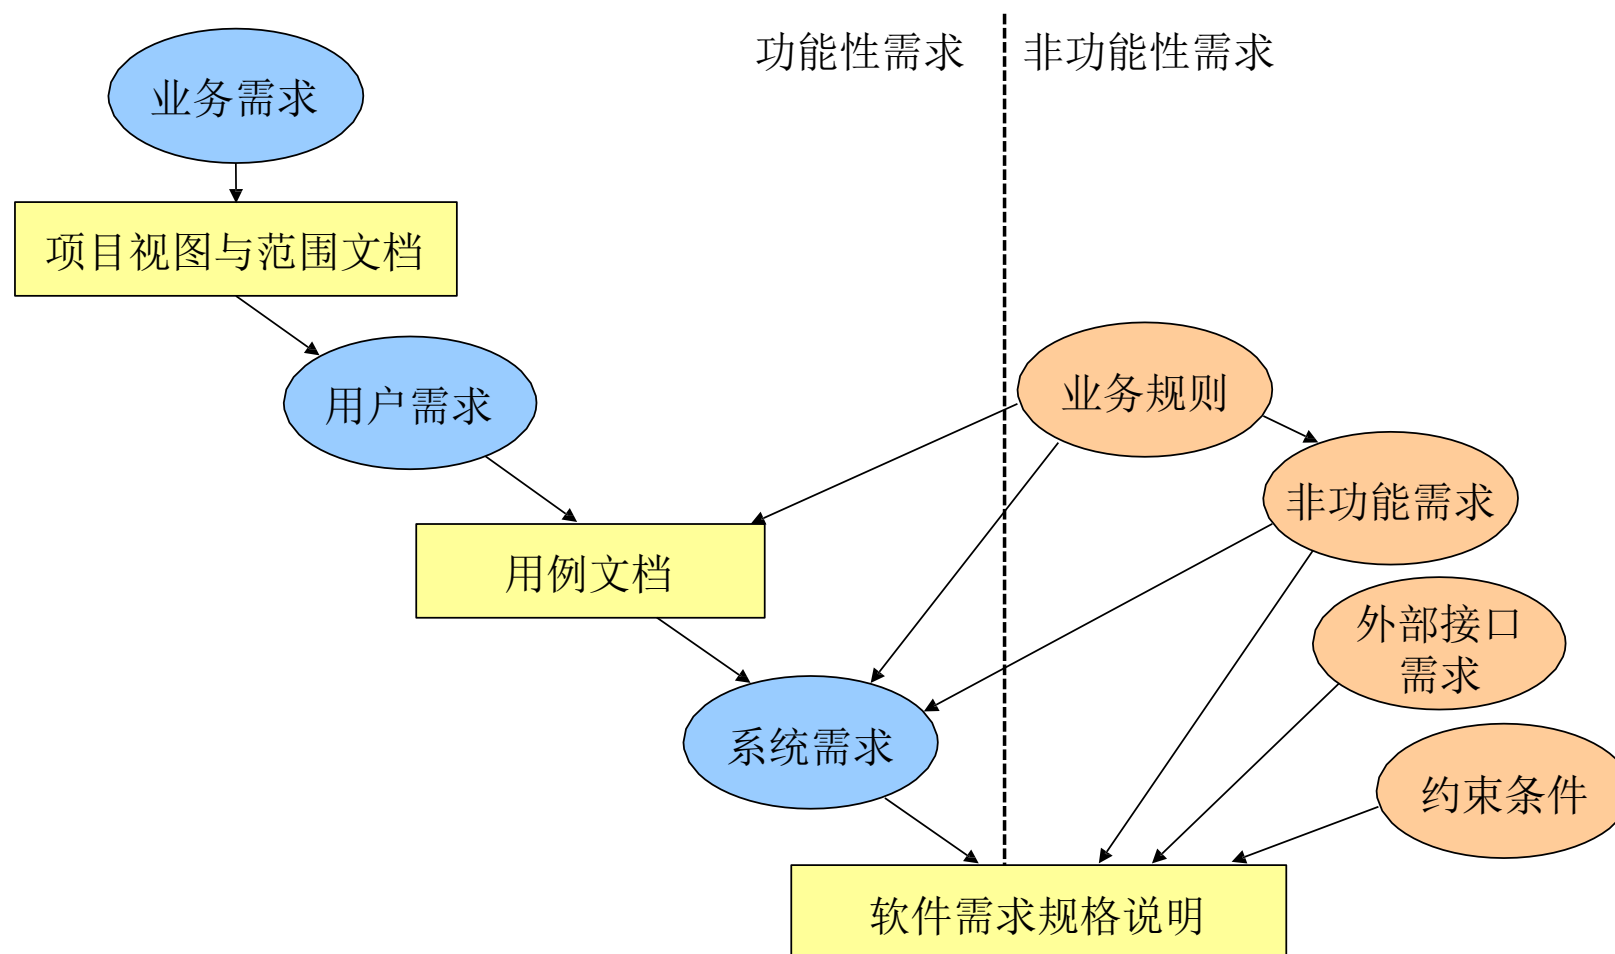 功能性需求
非功能性需求
业务需求
项目视图与范围文档
用户需求
业务规则
非功能需求
用例文档
外部接口
需求
系统需求
约束条件
软件需求规格说明